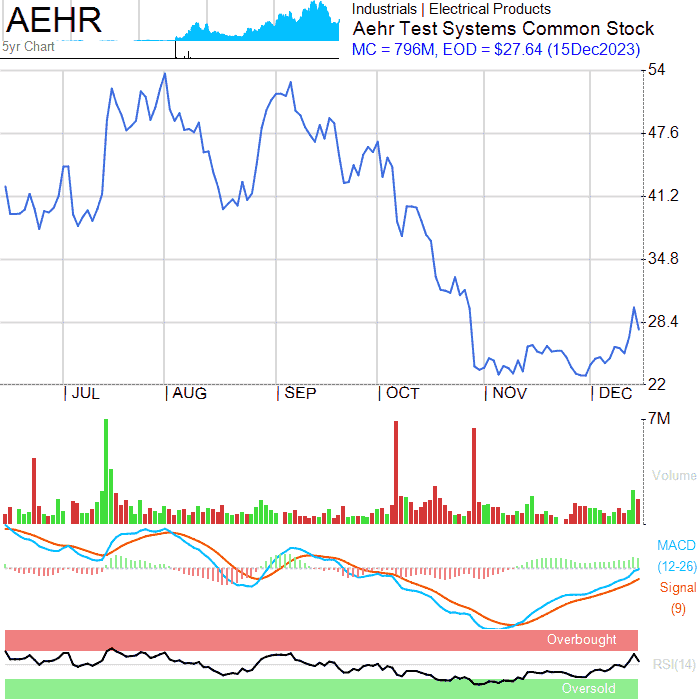 AEHR
5yr Chart
Industrials | Electrical Products
Aehr Test Systems Common Stock
MC = 796M, EOD = $27.64 (15Dec2023)
54
47.6
41.2
34.8
28.4
22
JUL AUG SEP OCT NOV DEC
7M
Volume
MACD
(12-26)
Signal
(9)
Overbought
RSI(14)
Oversold